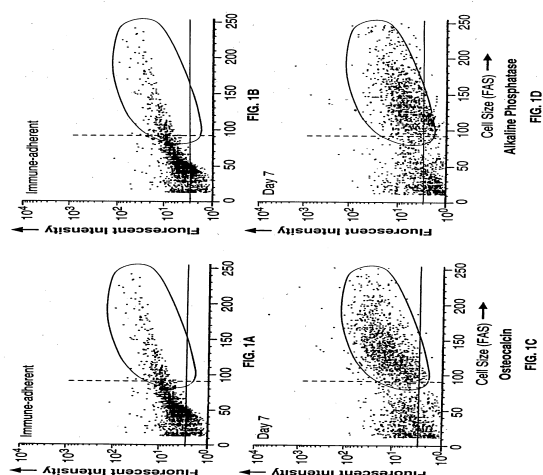 Immune-adherent
Fluorescent Intensity
10⁴
10³
10²
10¹
10⁰
0 50 100 150 200 250
FIG. 1A
Immune-adherent
Fluorescent Intensity
10⁴
10³
10²
10¹
10⁰
0 50 100 150 200 250
FIG. 1B
Day 7
Fluorescent Intensity
10⁴
10³
10²
10¹
10⁰
0 50 100 150 200 250
Cell Size (FAS)
Osteocalcin
FIG. 1C
Day 7
Fluorescent Intensity
10⁴
10³
10²
10¹
10⁰
0 50 100 150 200 250
Cell Size (FAS)
Alkaline Phosphatase
FIG. 1D